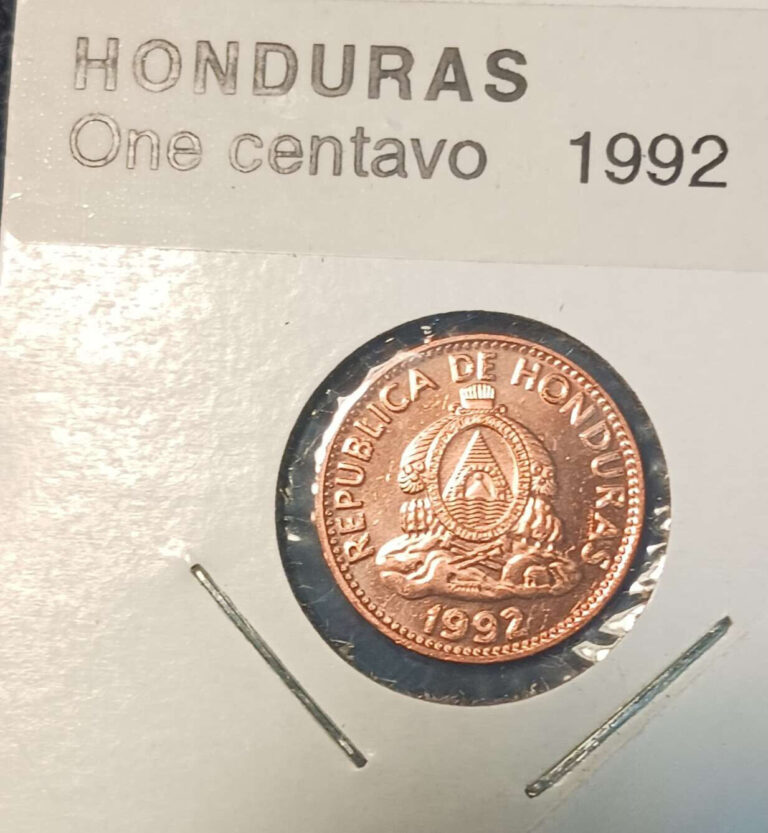 HONDURAS
One centavo 1992
REPUBLICA DE HONDURAS
1992